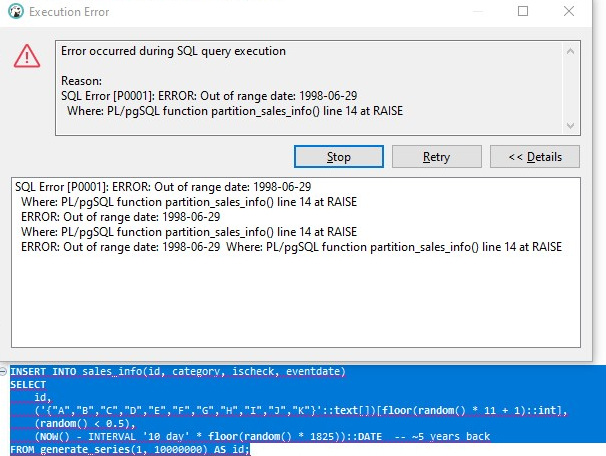 Execution Error
Error occurred during SQL query execution
Reason:
SQL Error [P0001]: ERROR: Out of range date: 1998-06-29
Where: PL/pgSQL function partition_sales_info() line 14 at RAISE
Stop
Retry
<< Details
SQL Error [P0001]: ERROR: Out of range date: 1998-06-29
Where: PL/pgSQL function partition_sales_info() line 14 at RAISE
ERROR: Out of range date: 1998-06-29
Where: PL/pgSQL function partition_sales_info() line 14 at RAISE
ERROR: Out of range date: 1998-06-29 Where: PL/pgSQL function partition_sales_info() line 14 at RAISE
INSERT INTO sales_info(id, category, ischeck, eventdate)
SELECT
id,
('{"A","B","C","D","E","F","G","H","I","J","K"}'::text[])[floor(random() * 11 + 1)::int],
(random() < 0.5),
(NOW() - INTERVAL '10 day' * floor(random() * 1825))::DATE -- ~5 years back
FROM generate_series(1, 10000000) AS id;